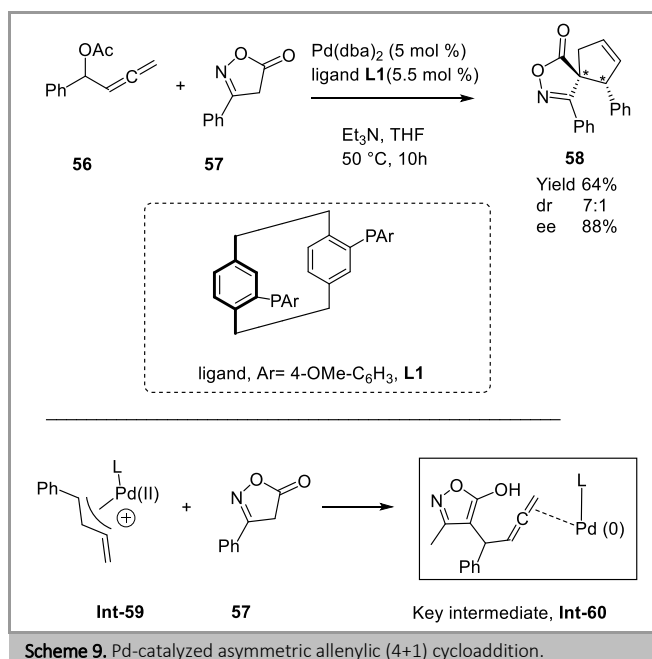 OAc
Ph
56
+
O
N
O
Ph
57
Pd(dba)2 (5 mol %)
ligand L1(5.5 mol %)
Et3N, THF
50 °C, 10h
O
O
N
*
*
Ph
Ph
58
Yield 64%
dr 7:1
ee 88%
PAr
PAr
ligand, Ar= 4-OMe-C6H3, L1
Ph
L
Pd(II)
+
Int-59
+
O
N
O
Ph
57
O
N
OH
Ph
L
Pd (0)
Key intermediate, Int-60
Scheme 9. Pd-catalyzed asymmetric allenylic (4+1) cycloaddition.